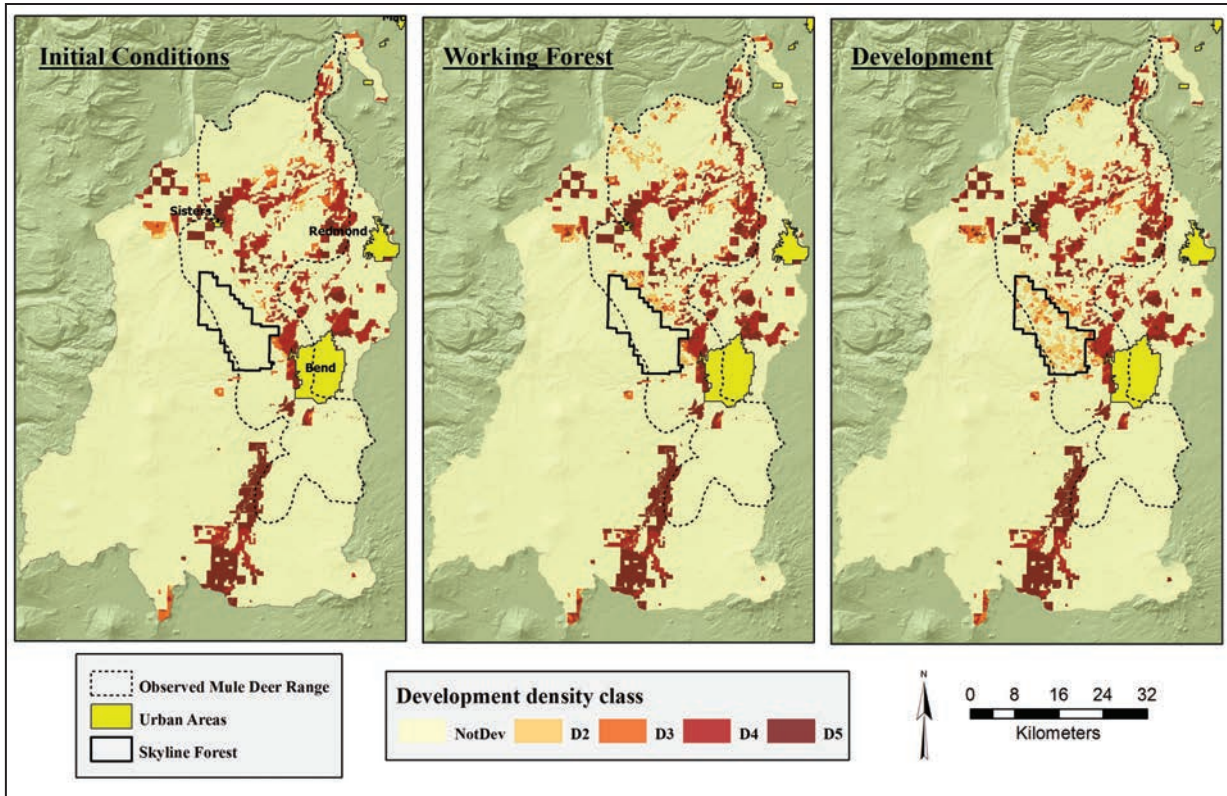 Initial Conditions
Working Forest
Development
Sisters
Redmond
Bend
Observed Mule Deer Range
Urban Areas
Skyline Forest
Development density class
NotDev D2 D3 D4 D5
N
0 8 16 24 32
Kilometers